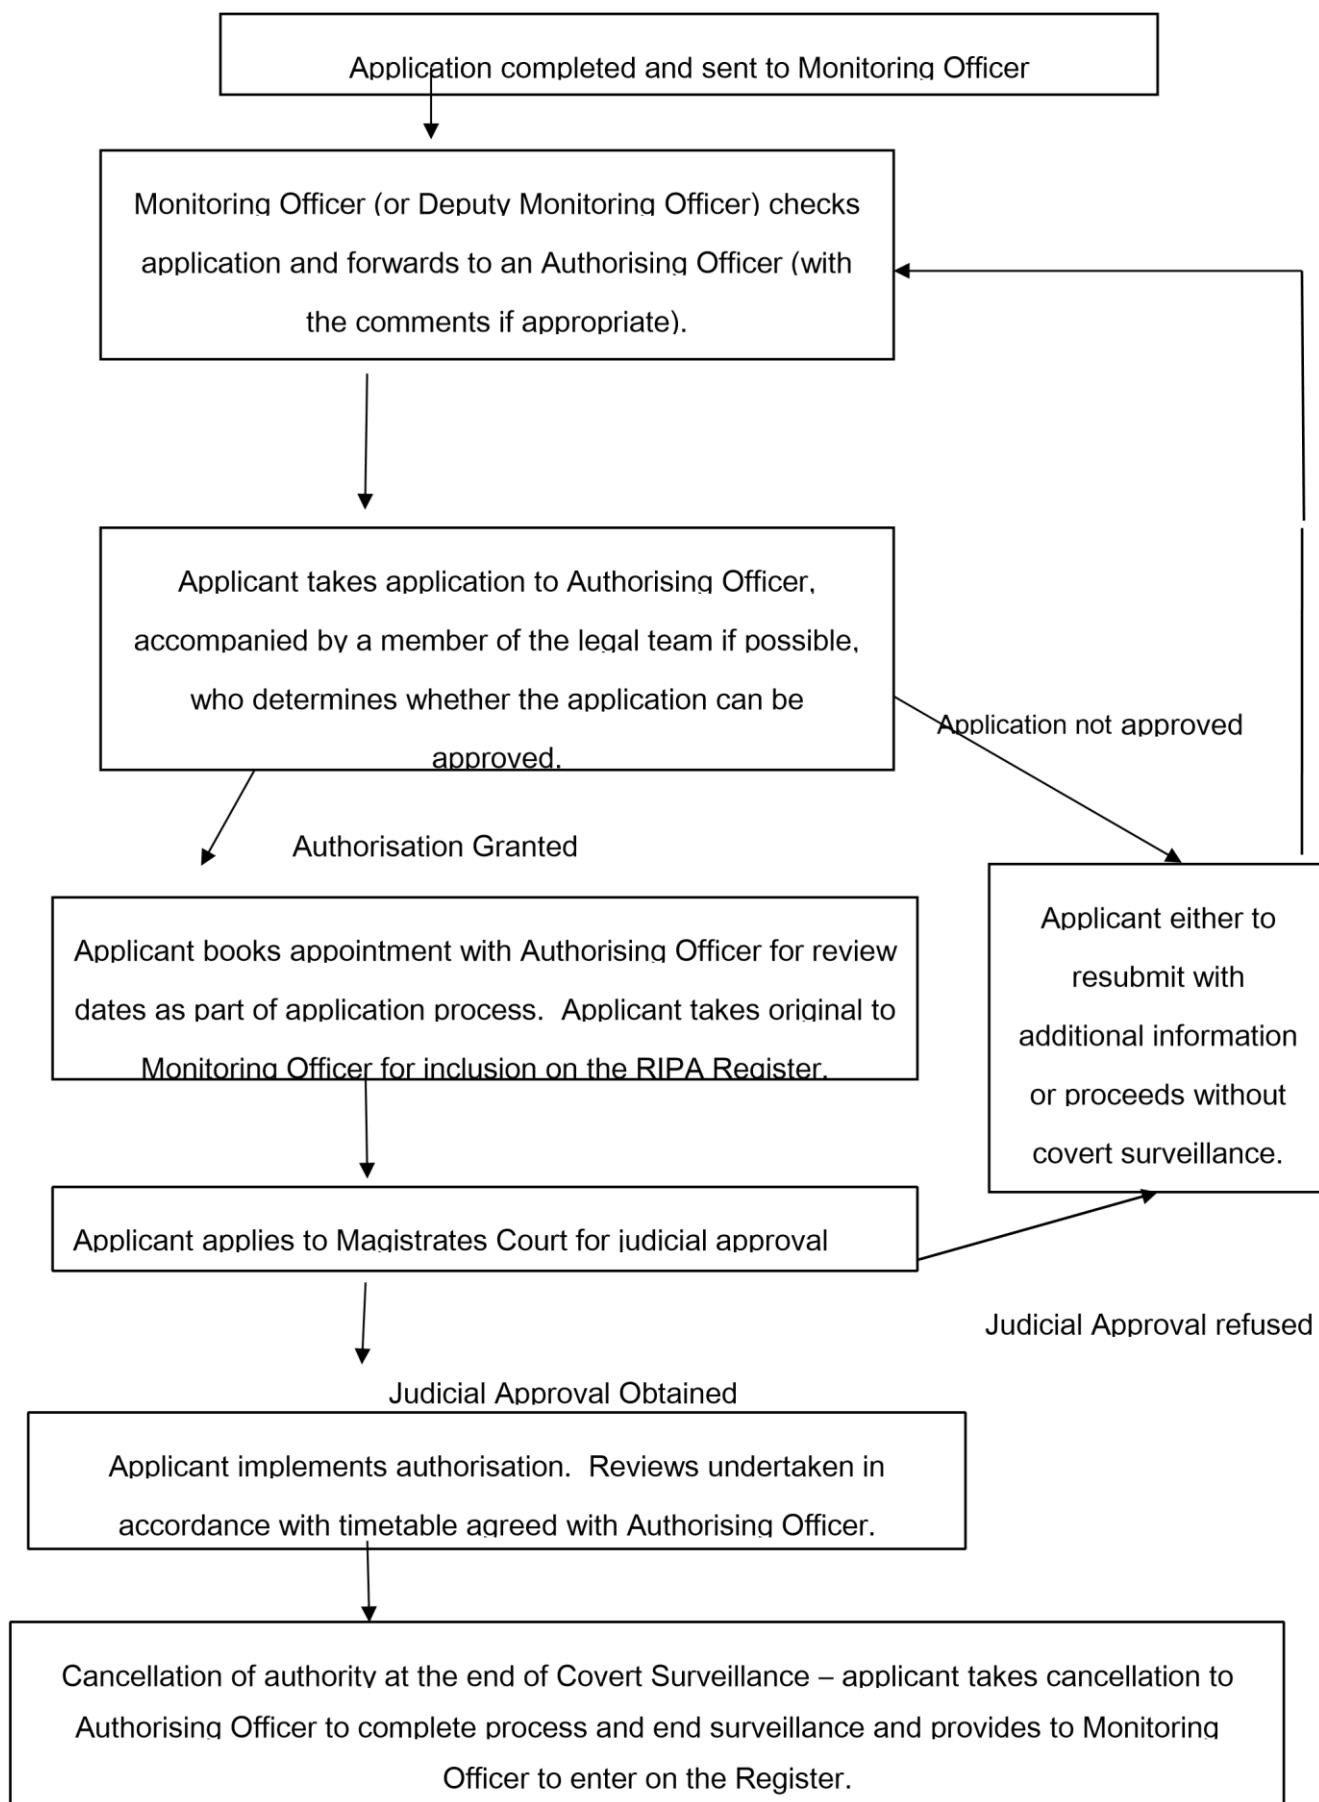 Application completed and sent to Monitoring Officer
Monitoring Officer (or Deputy Monitoring Officer) checks
application and forwards to an Authorising Officer (with
the comments if appropriate).
Applicant takes application to Authorising Officer,
accompanied by a member of the legal team if possible,
who determines whether the application can be
approved.
Application not approved
Authorisation Granted
Applicant either to
resubmit with
additional information
or proceeds without
covert surveillance.
Applicant books appointment with Authorising Officer for review
dates as part of application process.  Applicant takes original to
Monitoring Officer for inclusion on the RIPA Register.
Applicant applies to Magistrates Court for judicial approval
Judicial Approval refused
Judicial Approval Obtained
Applicant implements authorisation.  Reviews undertaken in
accordance with timetable agreed with Authorising Officer.
Cancellation of authority at the end of Covert Surveillance – applicant takes cancellation to
Authorising Officer to complete process and end surveillance and provides to Monitoring
Officer to enter on the Register.